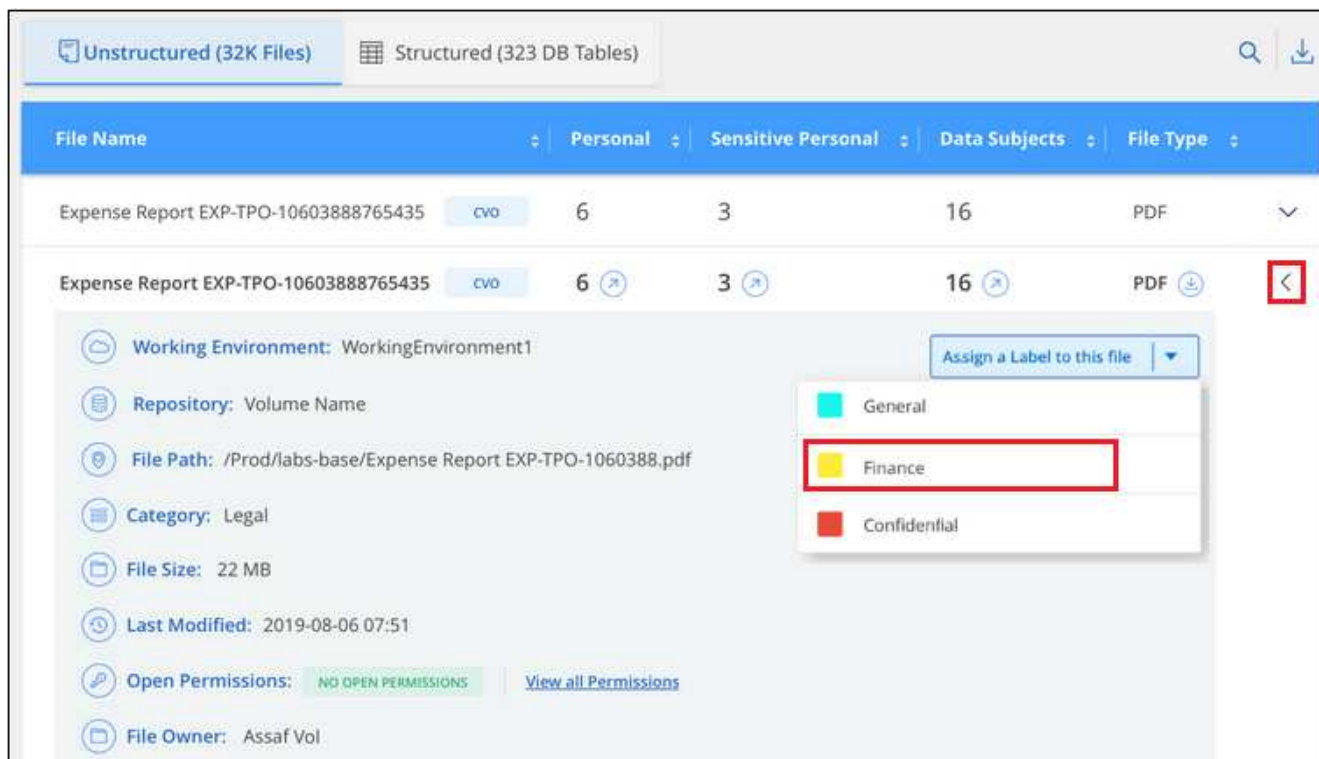 Unstructured (32K Files) Structured (323 DB Tables)
File Name Personal Sensitive Personal Data Subjects File Type
Expense Report EXP-TPO-10603888765435 CVO 6 3 16 PDF
Expense Report EXP-TPO-10603888765435 CVO 6 3 16 PDF
Working Environment: WorkingEnvironment1
Assign a Label to this file
Repository: Volume Name
General
File Path: /Prod/labs-base/Expense Report EXP-TPO-1060388.pdf
Finance
Category: Legal
Confidential
File Size: 22 MB
Last Modified: 2019-08-06 07:51
Open Permissions: NO OPEN PERMISSIONS View all Permissions
File Owner: Assaf Vol